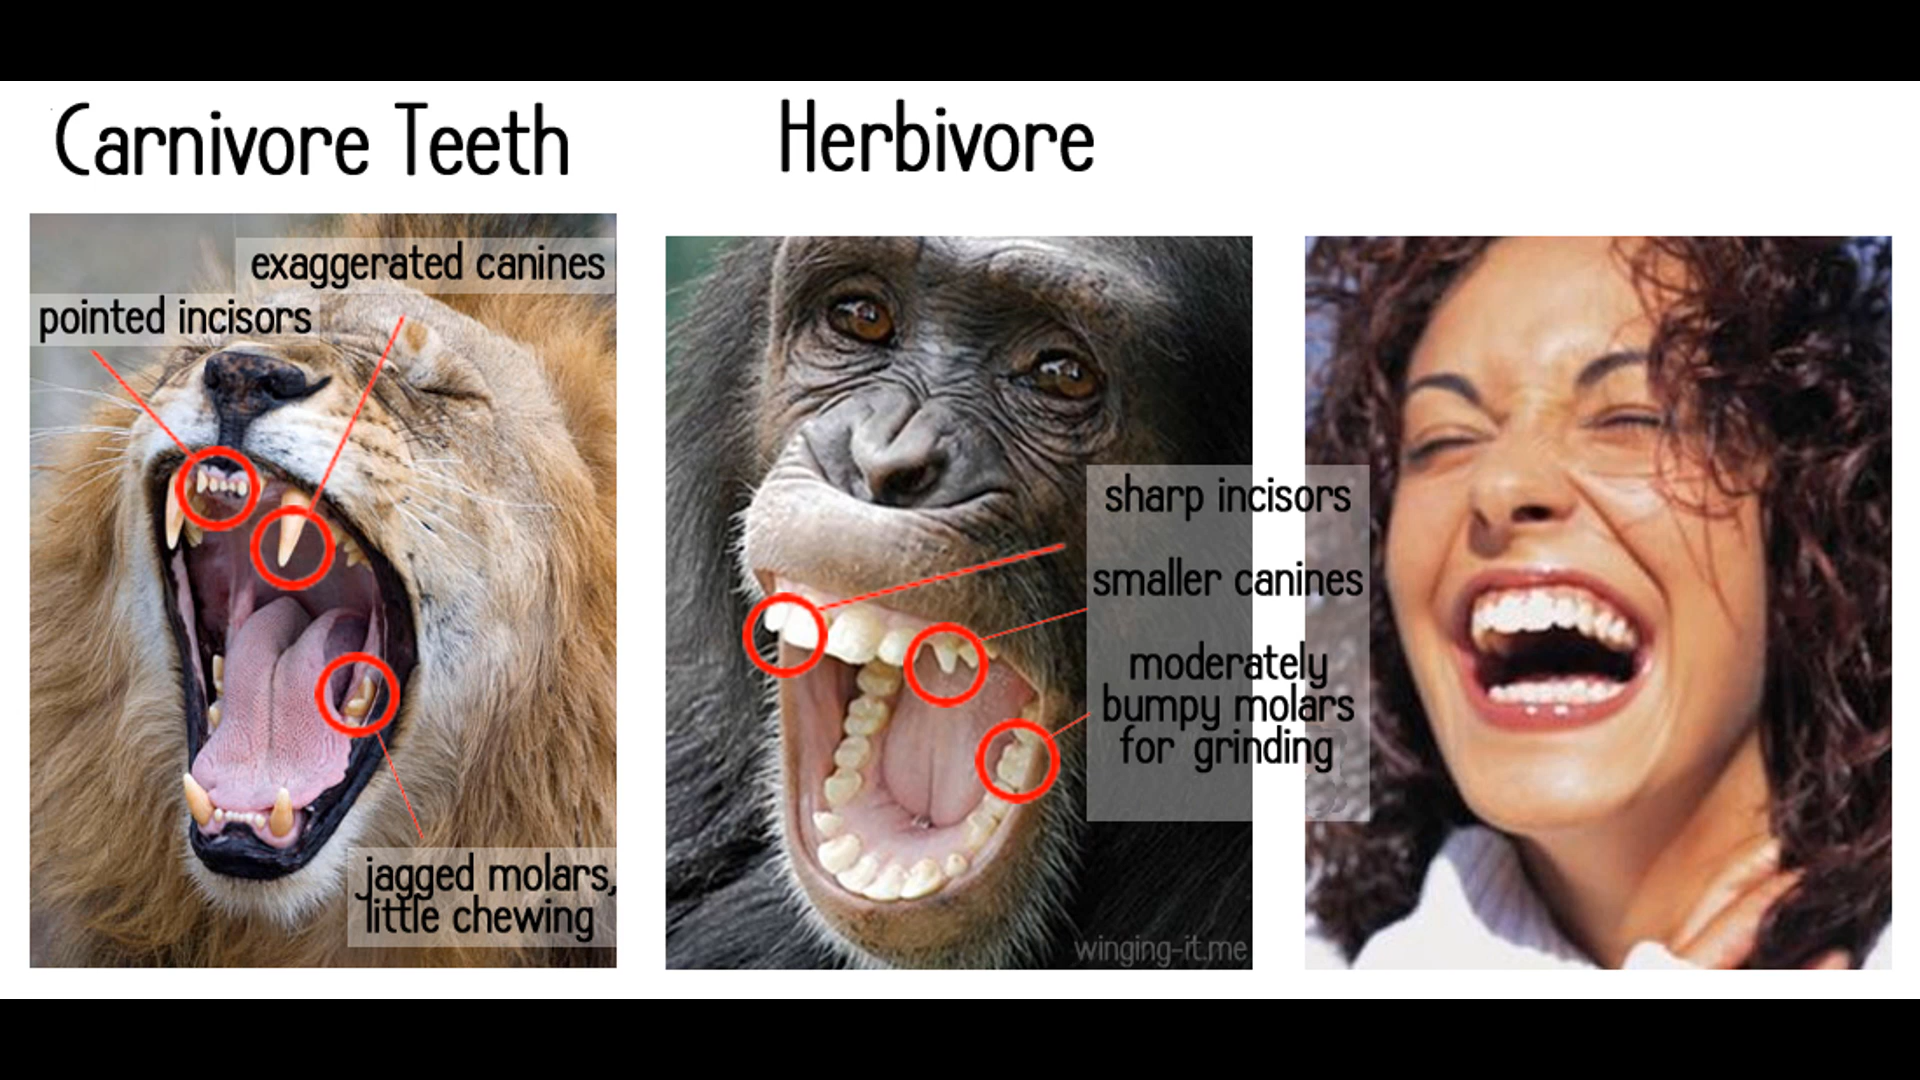 Carnivore Teeth
exaggerated canines
pointed incisors
jagged molars,
little chewing
Herbivore
sharp incisors
smaller canines
moderately
bumpy molars
for grinding
winging-it.me